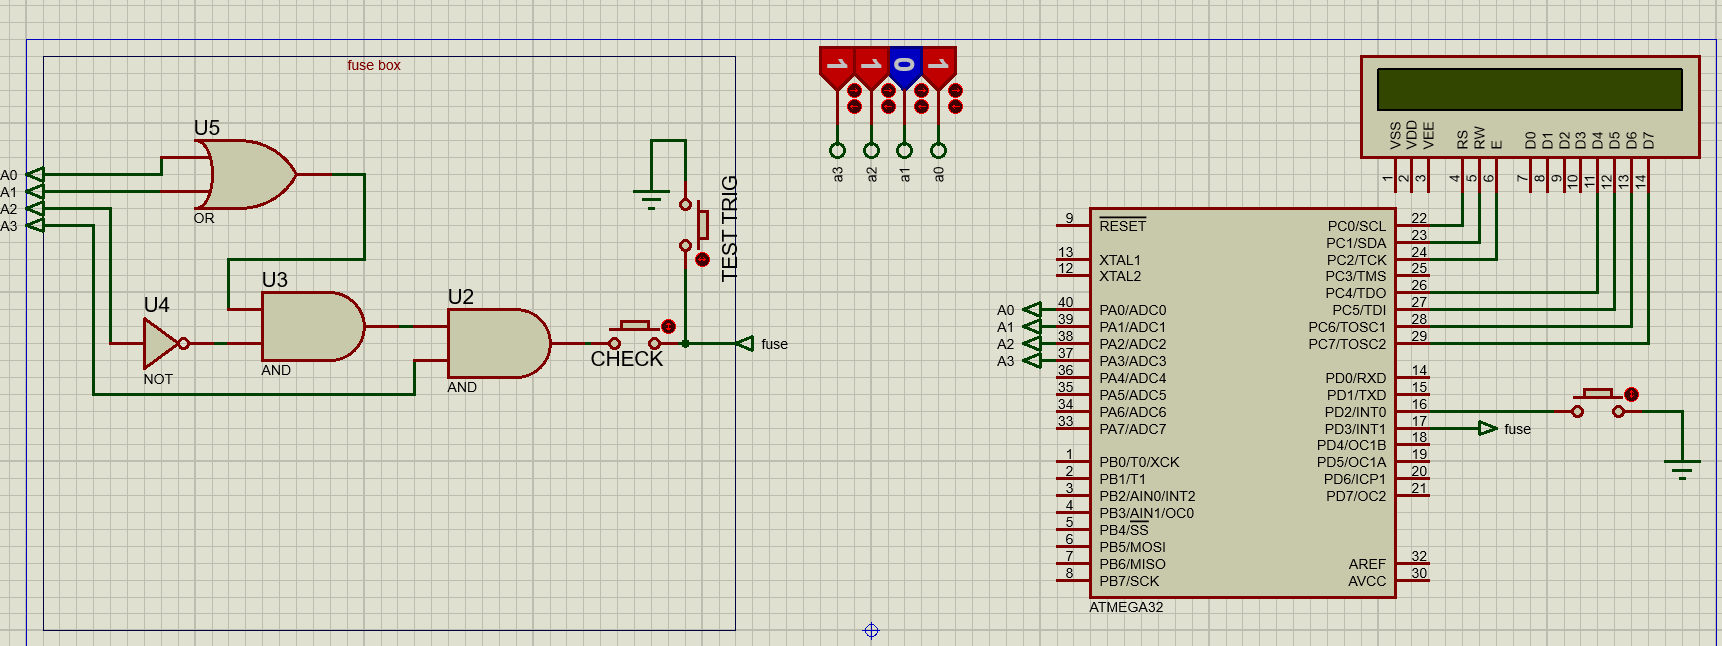 fuse box
U5
A0
A1
A2
A3
OR
U4
NOT
U3
AND
U2
AND
CHECK
TEST TRIG
fuse
1 1 0 1
a3 a2 a1 a0
VSS VDD VEE RS RW E D0 D1 D2 D3 D4 D5 D6 D7
1 2 3 4 5 6 7 8 9 10 11 12 13 14
9 RESET PC0/SCL 22
PC1/SDA 23
13 XTAL1 PC2/TCK 24
12 XTAL2 PC3/TMS 25
PC4/TDO 26
A0 40 PA0/ADC0 PC5/TDI 27
A1 39 PA1/ADC1 PC6/TOSC1 28
A2 38 PA2/ADC2 PC7/TOSC2 29
A3 37 PA3/ADC3
36 PA4/ADC4 PD0/RXD 14
35 PA5/ADC5 PD1/TXD 15
34 PA6/ADC6 PD2/INT0 16
33 PA7/ADC7 PD3/INT1 17 fuse
PD4/OC1B 18
1 PB0/T0/XCK PD5/OC1A 19
2 PB1/T1 PD6/ICP1 20
3 PB2/AIN0/INT2 PD7/OC2 21
4 PB3/AIN1/OC0
5 PB4/SS
6 PB5/MOSI
7 PB6/MISO AREF 32
8 PB7/SCK AVCC 30
ATMEGA32